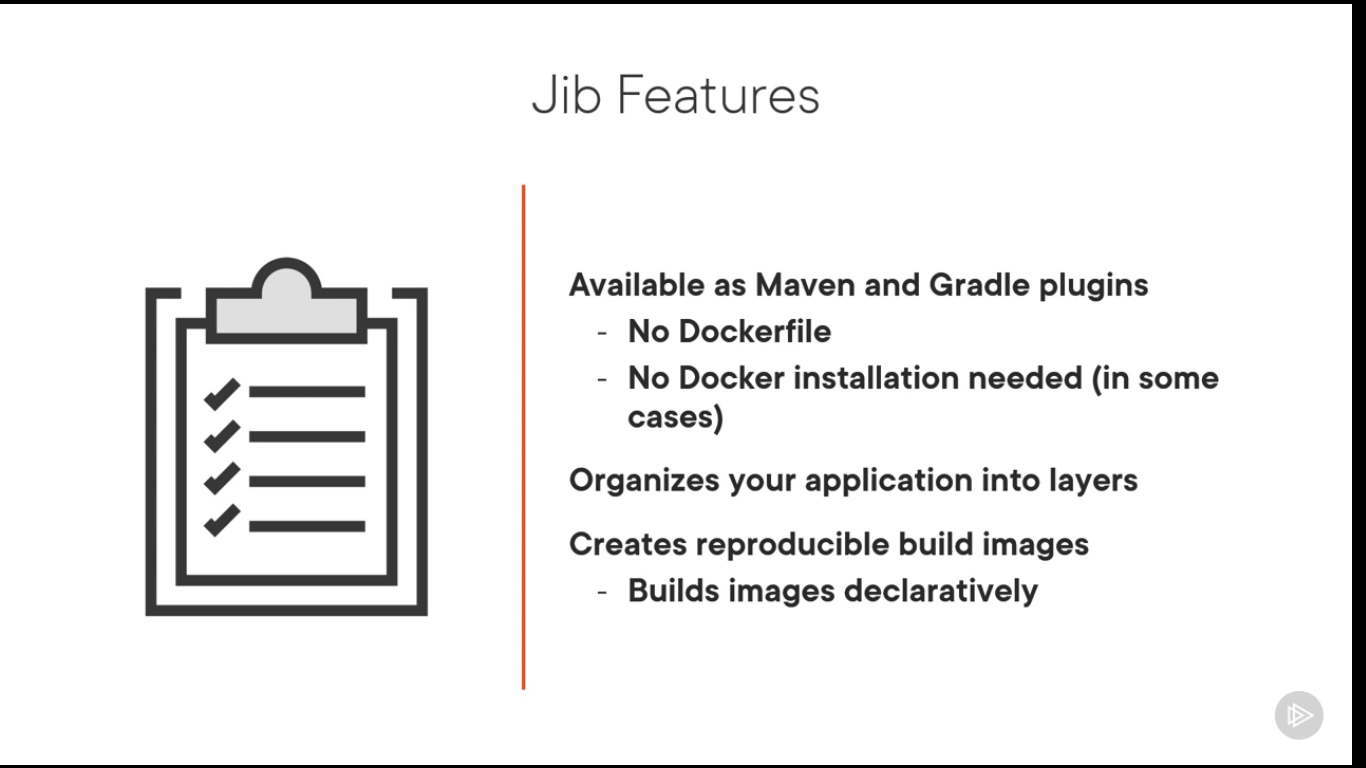 Jib Features
Available as Maven and Gradle plugins
- No Dockerfile
- No Docker installation needed (in some
cases)
Organizes your application into layers
Creates reproducible build images
- Builds images declaratively